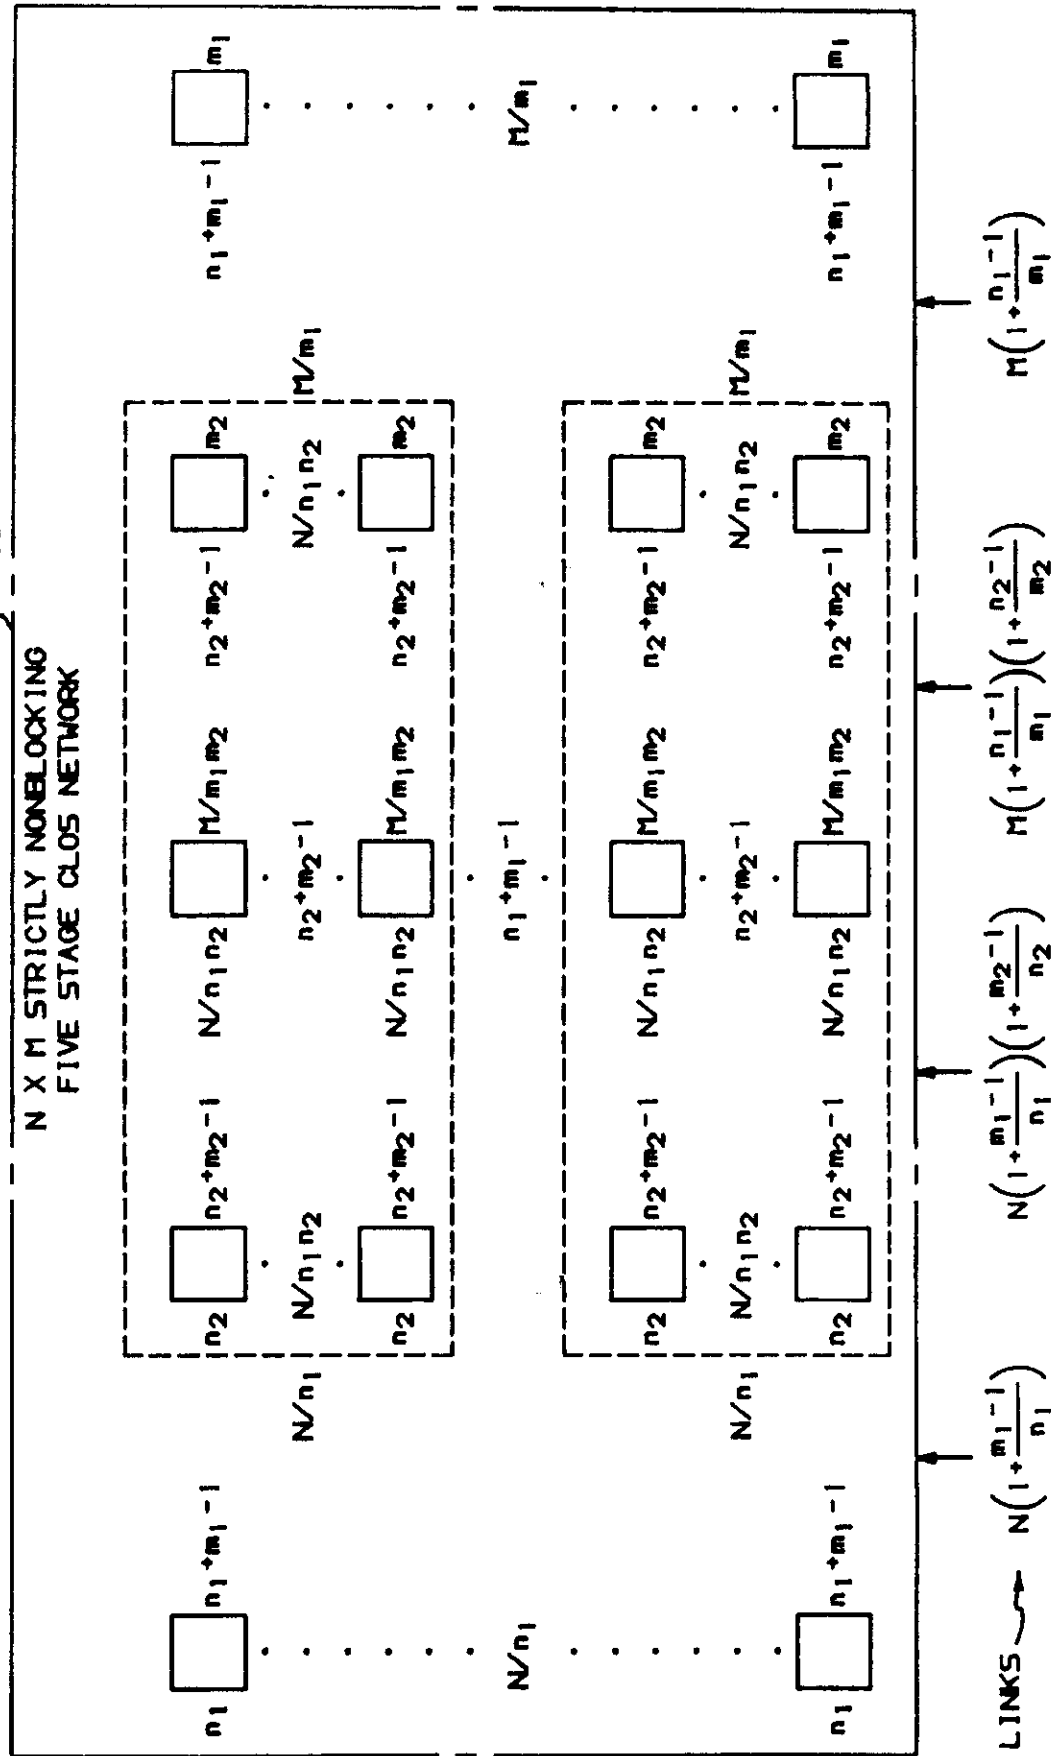 N X M STRICTLY NONBLOCKING
FIVE STAGE CLOS NETWORK
n₁ n₁+m₁-1 n₂ n₂+m₂-1 N/n₁n₂ M/m₁m₂ n₂+m₂-1 m₂ n₁+m₁-1 m₁
N/n₁ N/n₁n₂ n₂+m₂-1 N/n₁n₂ M/m₁
n₂ n₂+m₂-1 N/n₁n₂ M/m₁m₂ n₂+m₂-1 m₂
N/n₁ n₁+m₁-1 M/m₁
n₂ n₂+m₂-1 N/n₁n₂ M/m₁m₂ n₂+m₂-1 m₂
N/n₁ N/n₁n₂ n₂+m₂-1 N/n₁n₂ M/m₁
n₁ n₁+m₁-1 n₂ n₂+m₂-1 N/n₁n₂ M/m₁m₂ n₂+m₂-1 m₂ n₁+m₁-1 m₁
LINKS N(1+(m₁-1)/n₁) N(1+(m₁-1)/n₁)(1+(m₂-1)/n₂) M(1+(n₁-1)/m₁)(1+(n₂-1)/m₂) M(1+(n₁-1)/m₁)